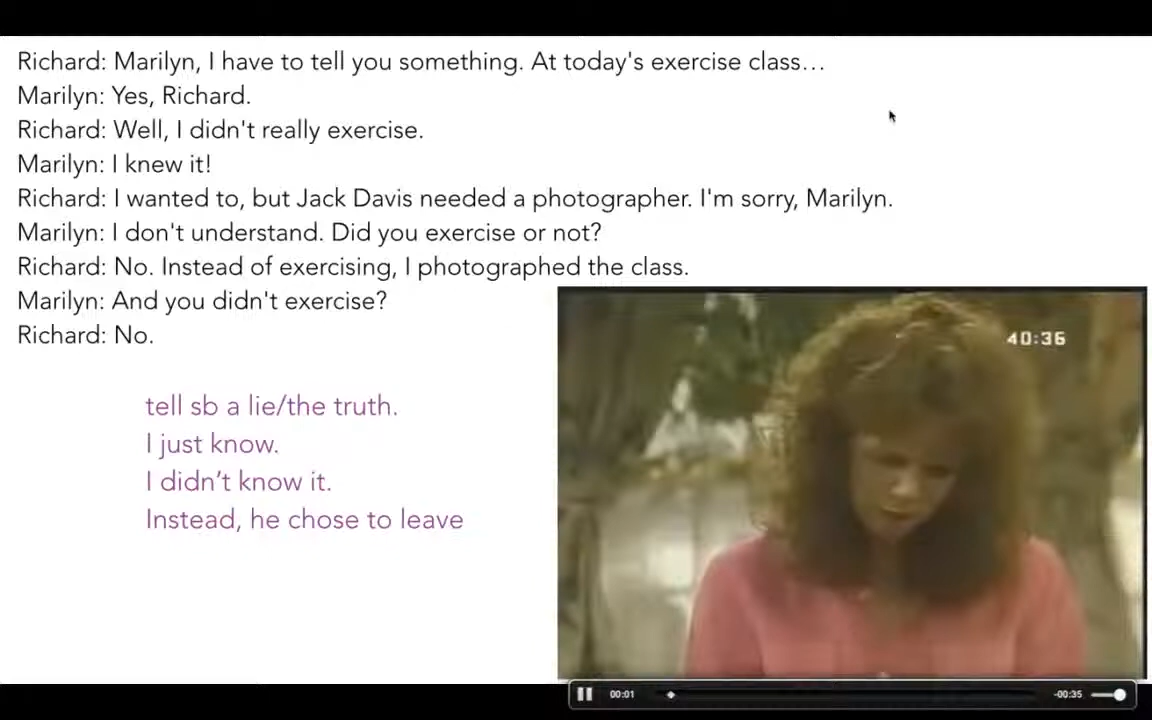 Richard: Marilyn, I have to tell you something. At today's exercise class…
Marilyn: Yes, Richard.
Richard: Well, I didn't really exercise.
Marilyn: I knew it!
Richard: I wanted to, but Jack Davis needed a photographer. I'm sorry, Marilyn.
Marilyn: I don't understand. Did you exercise or not?
Richard: No. Instead of exercising, I photographed the class.
Marilyn: And you didn't exercise?
Richard: No.
40:36
tell sb a lie/the truth.
I just know.
I didn’t know it.
Instead, he chose to leave
00:01
-00:35